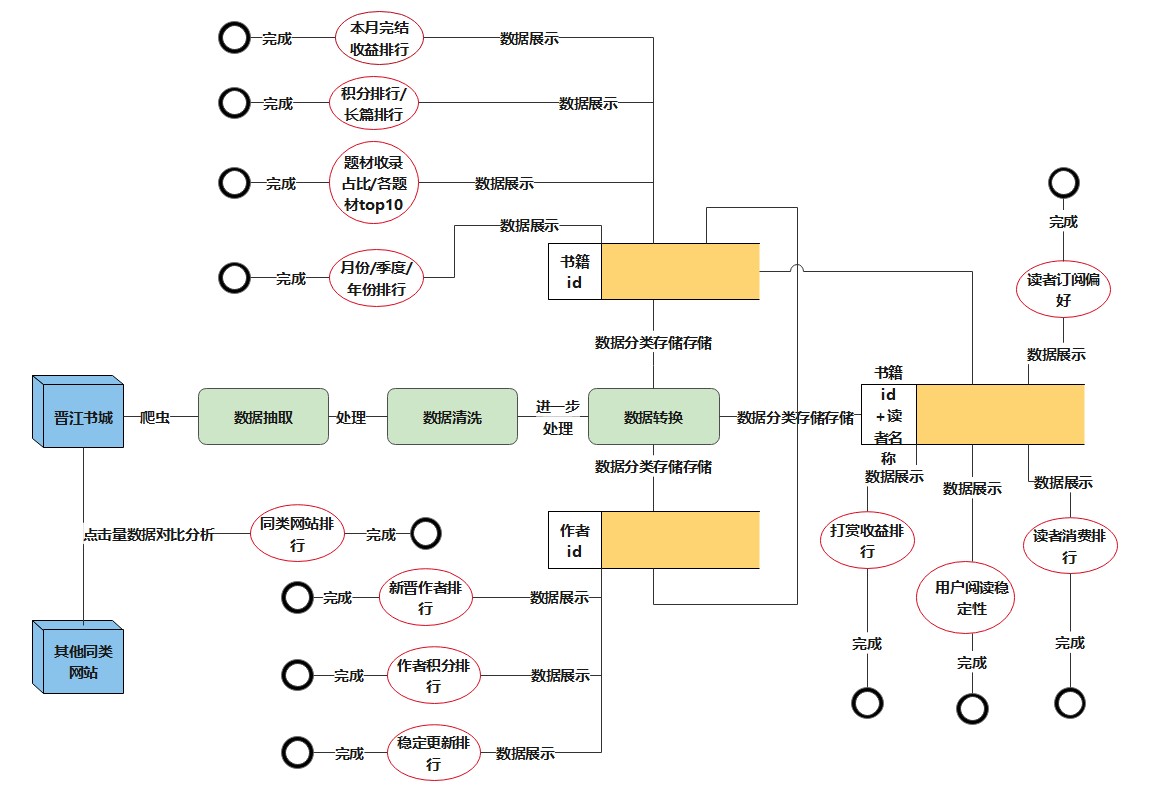 完成
本月完结
收益排行
数据展示
完成
积分排行/
长篇排行
数据展示
完成
题材收录
占比/各题
材top10
数据展示
完成
月份/季度/
年份排行
数据展示
书籍
id
完成
读者订阅偏
好
数据展示
数据分类存储存储
晋江书城
爬虫
数据抽取
处理
数据清洗
进一步
处理
数据转换
数据分类存储存储
书籍
id
+读
者名
称
数据分类存储存储
数据展示
数据展示
数据展示
点击量数据对比分析
同类网站排
行
完成
作者
id
打赏收益排
行
用户阅读稳
定性
读者消费排
行
完成
新晋作者排
行
数据展示
其他同类
网站
完成
作者积分排
行
数据展示
完成
完成
完成
完成
稳定更新排
行
数据展示